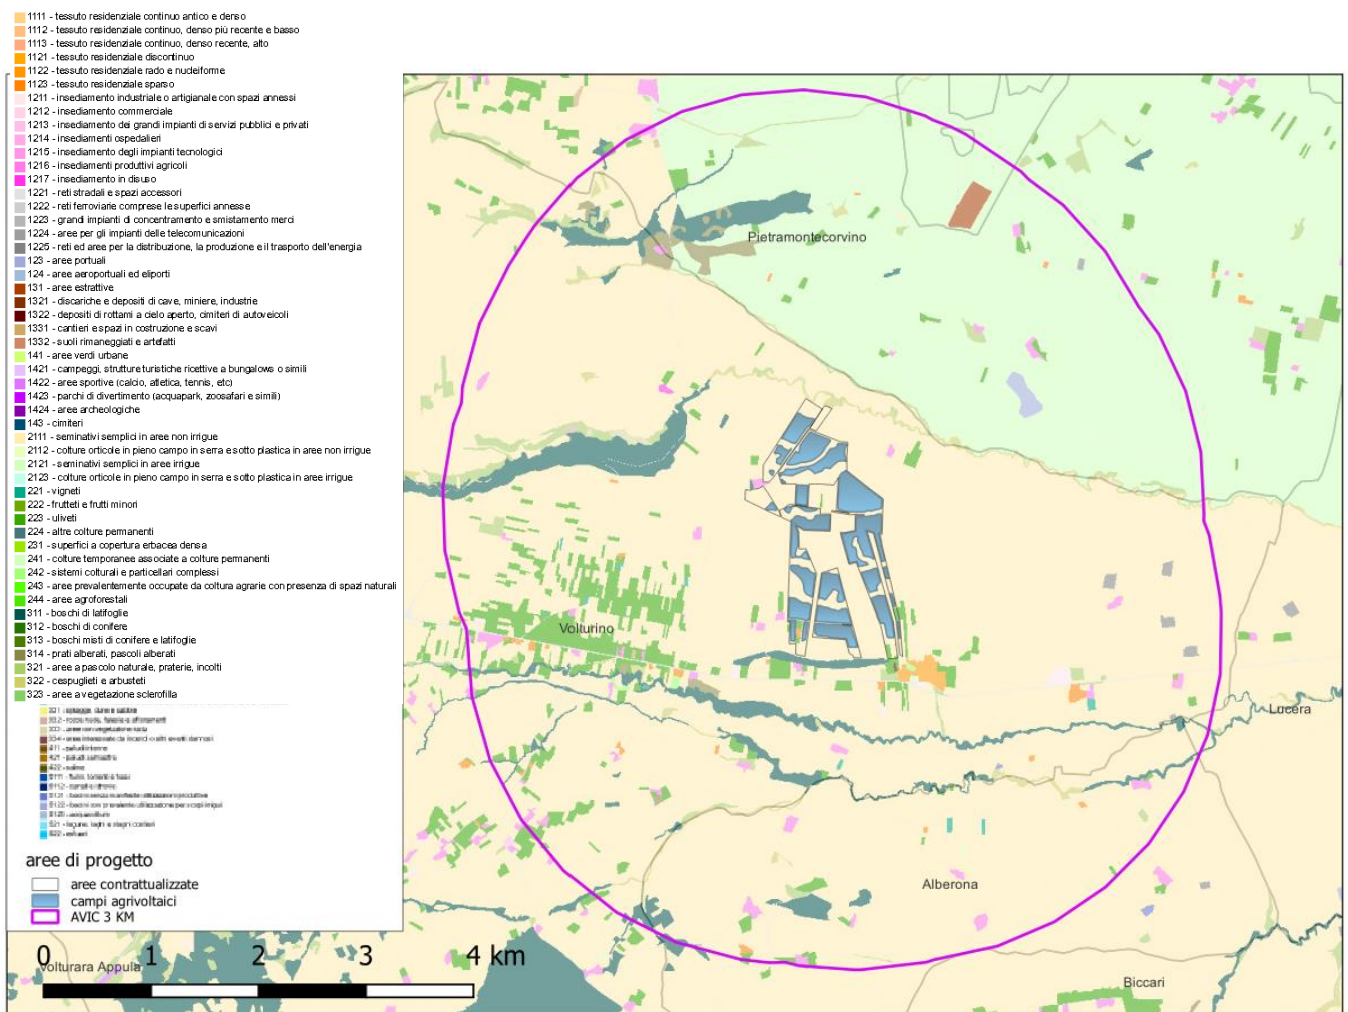 1111 - tessuto residenziale continuo antico e denso
1112 - tessuto residenziale continuo, denso più recente e basso
1113 - tessuto residenziale continuo, denso recente, alto
1121 - tessuto residenziale discontinuo
1122 - tessuto residenziale rado e nucleiforme
1123 - tessuto residenziale sparso
1211 - insediamento industriale o artigianale con spazi annessi
1212 - insediamento commerciale
1213 - insediamento dei grandi impianti di servizi pubblici e privati
1214 - insediamenti ospedalieri
1215 - insediamento degli impianti tecnologici
1216 - insediamenti produttivi agricoli
1217 - insediamento in disuso
1221 - reti stradali e spazi accessori
1222 - reti ferroviarie comprese le superfici annesse
1223 - grandi impianti di concentramento e smistamento merci
1224 - aree per gli impianti delle telecomunicazioni
1225 - reti ed aree per la distribuzione, la produzione e il trasporto dell'energia
123 - aree portuali
124 - aree aeroportuali ed eliporti
131 - aree estrattive
1321 - discariche e depositi di cave, miniere, industrie
1322 - depositi di rottami a cielo aperto, cimiteri di autoveicoli
1331 - cantieri e spazi in costruzione e scavi
1332 - suoli rimaneggiati e artefatti
141 - aree verdi urbane
1421 - campeggi, strutture turistiche ricettive a bungalows o simili
1422 - aree sportive (calcio, atletica, tennis, etc)
1423 - parchi di divertimento (acquapark, zoosafari e simili)
1424 - aree archeologiche
143 - cimiteri
2111 - seminativi semplici in aree non irrigue
2112 - colture orticole in pieno campo in serra e sotto plastica in aree non irrigue
2121 - seminativi semplici in aree irrigue
2123 - colture orticole in pieno campo in serra e sotto plastica in aree irrigue
221 - vigneti
222 - frutteti e frutti minori
223 - uliveti
224 - altre colture permanenti
231 - superfici a copertura erbacea densa
241 - colture temporanee associate a colture permanenti
242 - sistemi colturali e particellari complessi
243 - aree prevalentemente occupate da coltura agrarie con presenza di spazi naturali
244 - aree agroforestali
311 - boschi di latifoglie
312 - boschi di conifere
313 - boschi misti di conifere e latifoglie
314 - prati alberati, pascoli alberati
321 - aree a pascolo naturale, praterie, incolti
322 - cespuglieti e arbusteti
323 - aree a vegetazione sclerofilla
aree di progetto
aree contrattualizzate
campi agrivoltaici
AVIC 3 KM
0 1 2 3 4 km
Volturara Appula
Pietramontecorvino
Volturino
Lucera
Alberona
Biccari